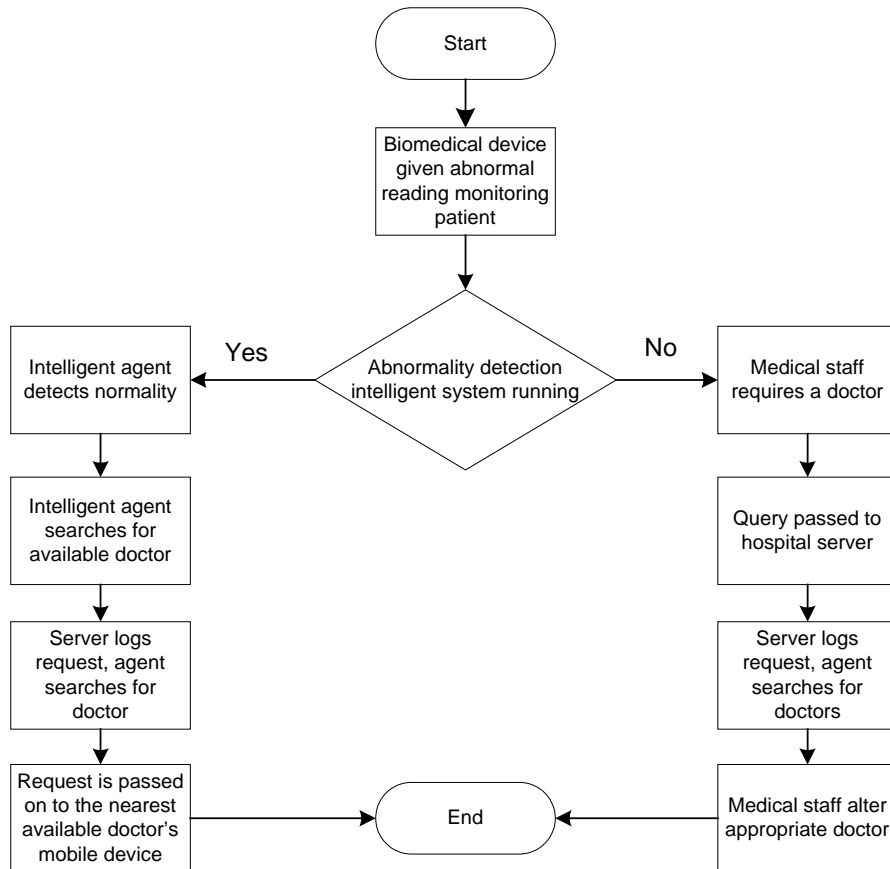 Start
Biomedical device
given abnormal
reading monitoring
patient
Abnormality detection
intelligent system running
Yes
No
Intelligent agent
detects normality
Intelligent agent
searches for
available doctor
Server logs
request, agent
searches for
doctor
Request is passed
on to the nearest
available doctor’s
mobile device
Medical staff
requires a doctor
Query passed to
hospital server
Server logs
request, agent
searches for
doctors
Medical staff alter
appropriate doctor
End